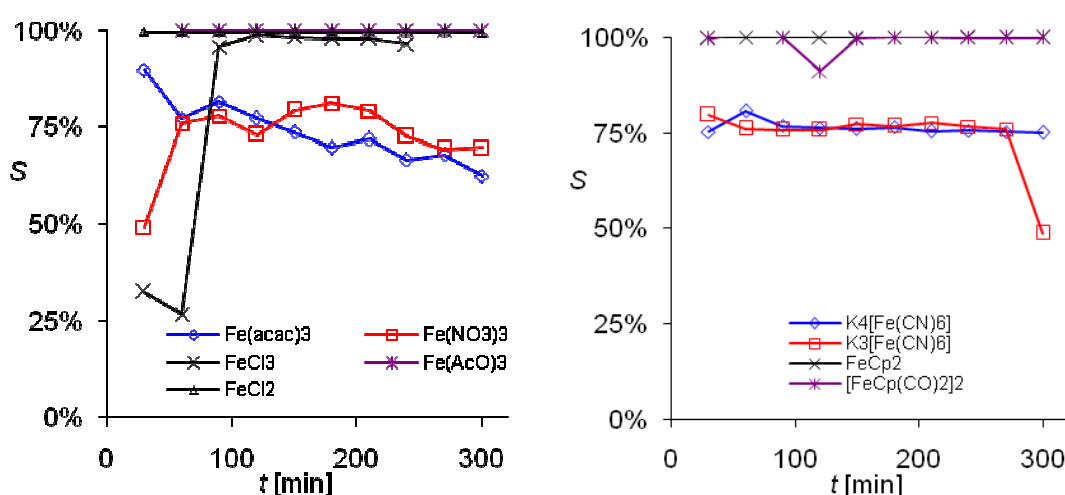 100%
75%
S
50%
25%
0%
Fe(acac)3
Fe(NO3)3
FeCl3
Fe(AcO)3
FeCl2
0 100 200 300
t [min]
100%
75%
S
50%
25%
0%
K4[Fe(CN)6]
K3[Fe(CN)6]
FeCp2
[FeCp(CO)2]2
0 100 200 300
t [min]